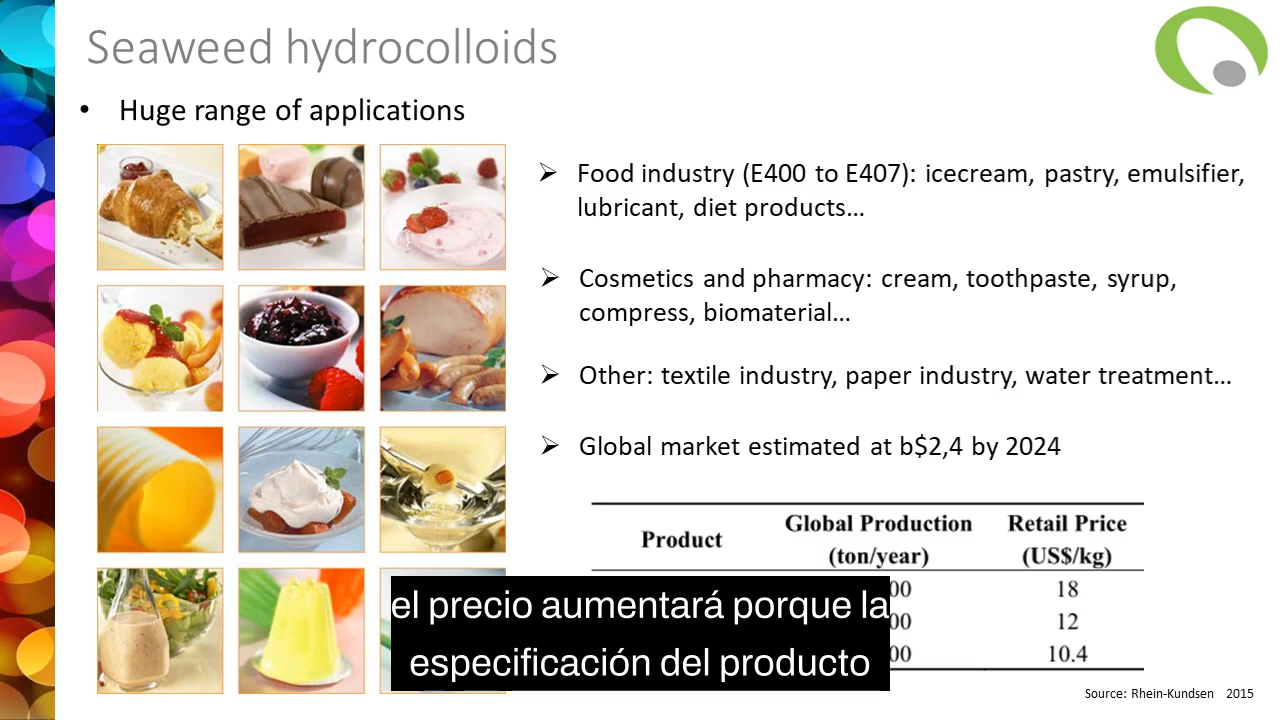 Seaweed hydrocolloids
• Huge range of applications
➢ Food industry (E400 to E407): icecream, pastry, emulsifier,
lubricant, diet products…
➢ Cosmetics and pharmacy: cream, toothpaste, syrup,
compress, biomaterial…
➢ Other: textile industry, paper industry, water treatment…
➢ Global market estimated at b$2,4 by 2024
Product Global Production (ton/year) Retail Price (US$/kg)
00 18
00 12
00 10.4
el precio aumentará porque la
especificación del producto
Source: Rhein-Kundsen 2015